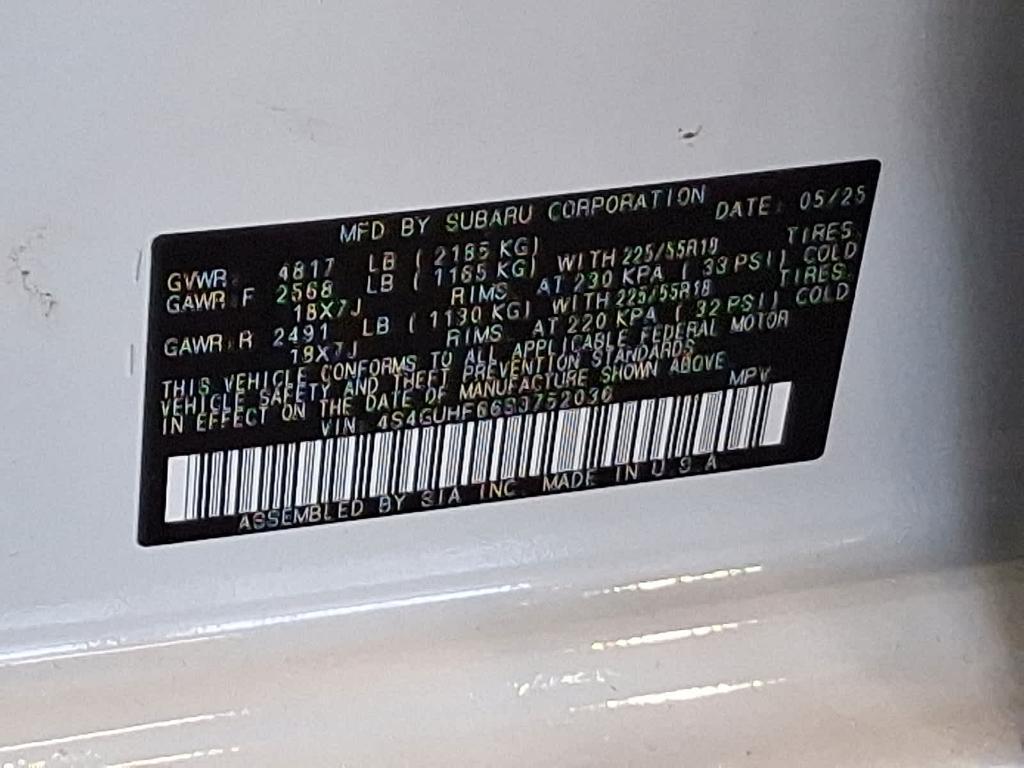 MFD BY SUBARU CORPORATION DATE: 05/25
GVWR 4817 LB ( 2185 KG)
GAWR F 2568 LB ( 1165 KG) WITH 225/55R18 TIRES.
18X7J RIMS. AT 230 KPA ( 33 PSI) COLD
GAWR R 2491 LB ( 1130 KG) WITH 225/55R18 TIRES.
18X7J RIMS AT 220 KPA ( 32 PSI) COLD
THIS VEHICLE CONFORMS TO ALL APPLICABLE FEDERAL MOTOR
VEHICLE SAFETY AND THEFT PREVENTION STANDARDS
IN EFFECT ON THE DATE OF MANUFACTURE SHOWN ABOVE
VIN MPV
ASSEMBLED BY SIA INC. MADE IN U.S.A.